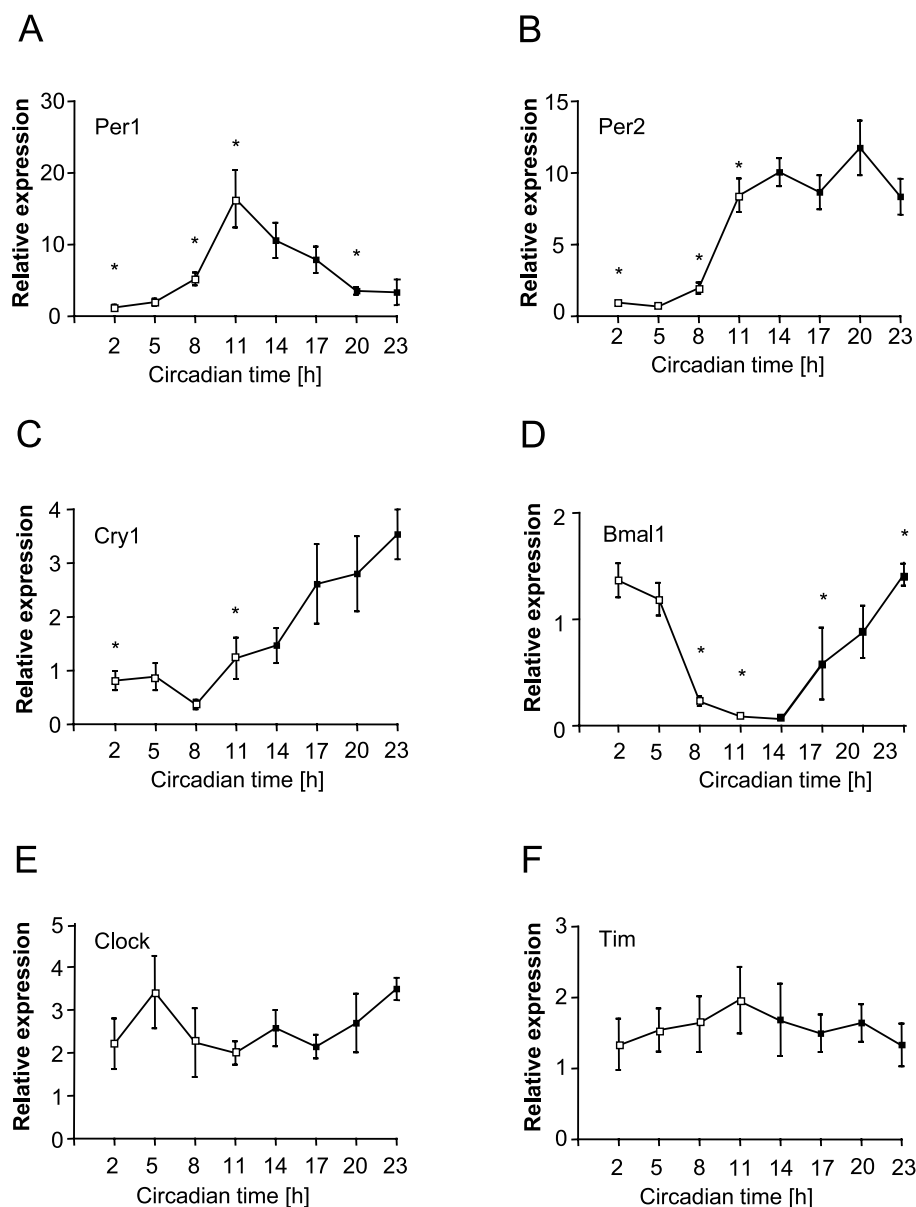 A
Relative expression
30
20
10
0
Per1
*
*
*
*
2 5 8 11 14 17 20 23
Circadian time [h]
B
Relative expression
15
10
5
0
Per2
*
*
*
2 5 8 11 14 17 20 23
Circadian time [h]
C
Relative expression
4
3
2
1
0
Cry1
*
*
2 5 8 11 14 17 20 23
Circadian time [h]
D
Relative expression
2
1
0
Bmal1
*
*
*
*
2 5 8 11 14 17 20 23
Circadian time [h]
E
Relative expression
5
4
3
2
1
0
Clock
2 5 8 11 14 17 20 23
Circadian time [h]
F
Relative expression
3
2
1
0
Tim
2 5 8 11 14 17 20 23
Circadian time [h]